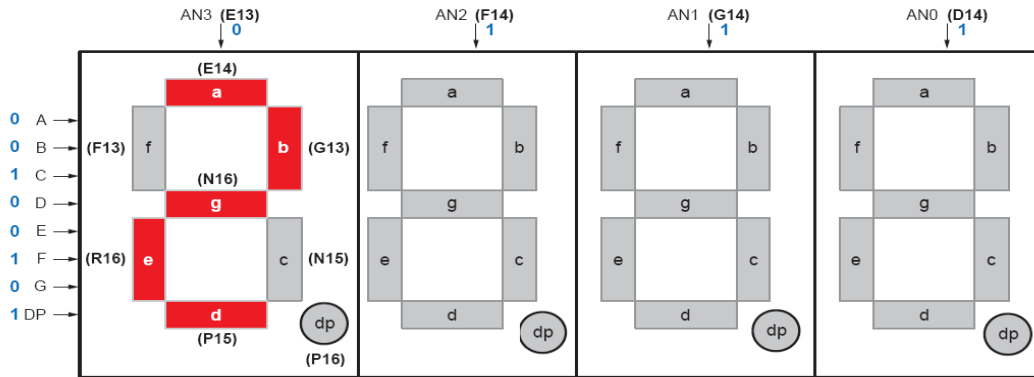 AN3 (E13) AN2 (F14) AN1 (G14) AN0 (D14)
0 1 1 1
(E14)
a a a a
0 A
0 B (F13) f b (G13) f b f b f b
1 C
(N16)
0 D g g g g
0 E
1 F (R16) e c (N15) e c e c e c
0 G
1 DP d d d d
dp dp dp dp
(P15)
(P16)